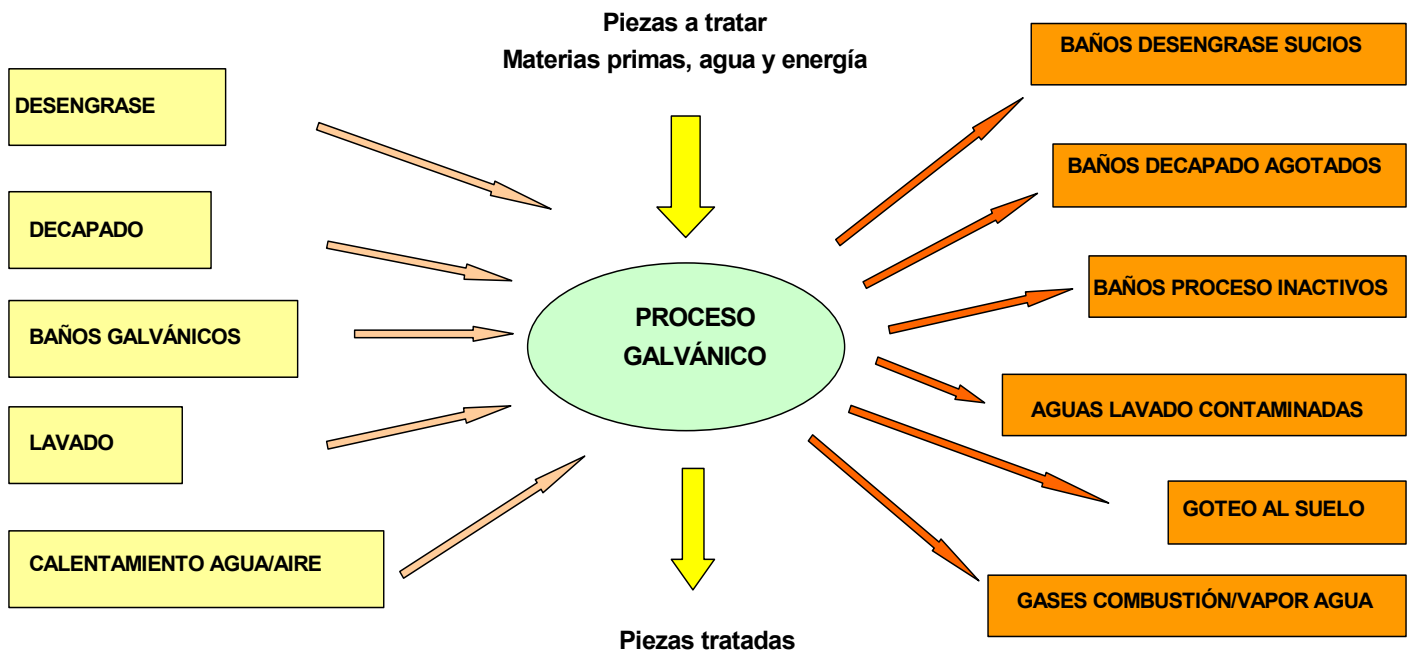 Piezas a tratar
Materias primas, agua y energía
DESENGRASE
DECAPADO
BAÑOS GALVÁNICOS
LAVADO
CALENTAMIENTO AGUA/AIRE
PROCESO
GALVÁNICO
BAÑOS DESENGRASE SUCIOS
BAÑOS DECAPADO AGOTADOS
BAÑOS PROCESO INACTIVOS
AGUAS LAVADO CONTAMINADAS
GOTEO AL SUELO
GASES COMBUSTIÓN/VAPOR AGUA
Piezas tratadas